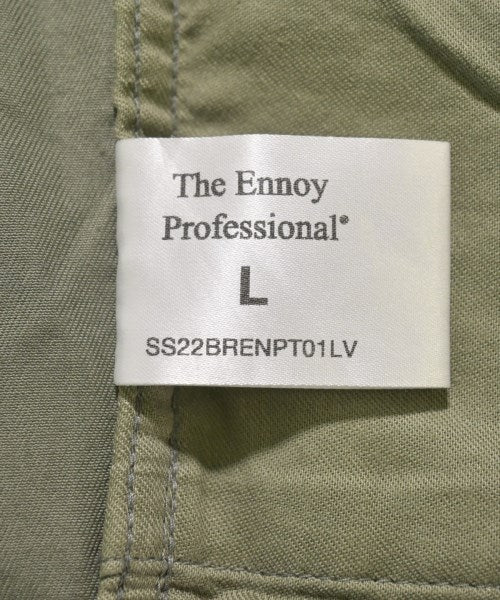 The Ennoy
Professional®
L
SS22BRENPT01LV